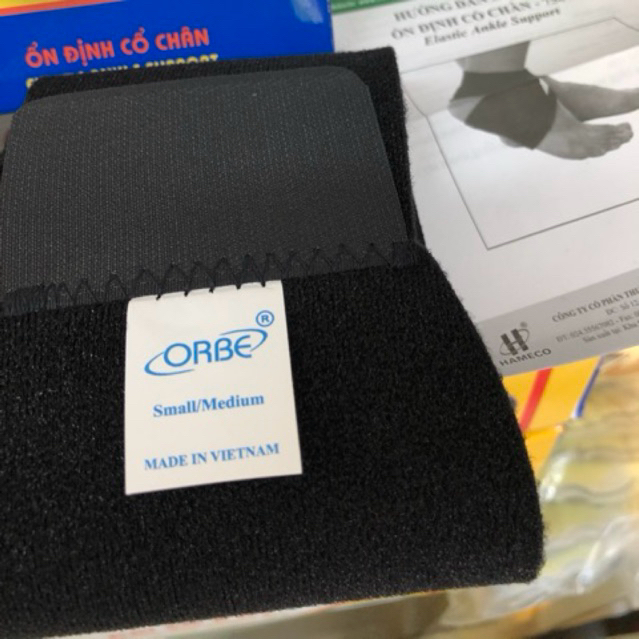 ỔN ĐỊNH CỔ CHÂN
HƯỚNG DẪN
ỔN ĐỊNH CỔ CHÂN
Elastic Ankle Support
ORBE®
Small/Medium
MADE IN VIETNAM
HAMECO
CÔNG TY CỔ PHẦN